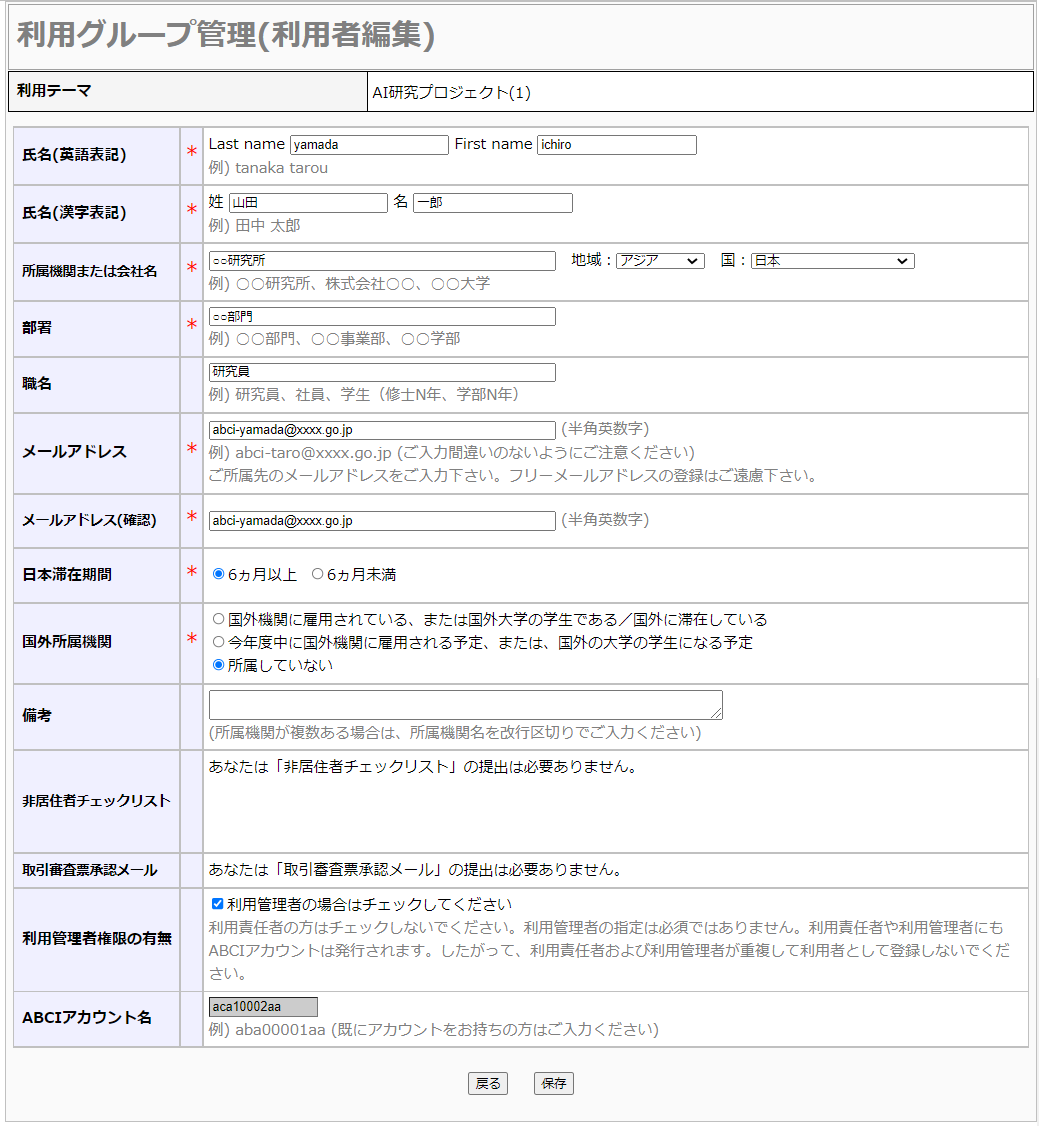 利用グループ管理(利用者編集)
利用テーマ AI研究プロジェクト(1)
氏名(英語表記) * Last name yamada First name ichiro
例) tanaka tarou
氏名(漢字表記) * 姓 山田 名 一郎
例) 田中 太郎
所属機関または会社名 * ○○研究所 地域： アジア 国： 日本
例) 〇〇研究所、株式会社〇〇、〇〇大学
部署 * ○○部門
例) 〇〇部門、〇〇事業部、〇〇学部
職名 研究員
例) 研究員、社員、学生（修士N年、学部N年）
メールアドレス * abci-yamada@xxxx.go.jp (半角英数字)
例) abci-taro@xxxx.go.jp (ご入力間違いのないようにご注意ください)
ご所属先のメールアドレスをご入力下さい。フリーメールアドレスの登録はご遠慮下さい。
メールアドレス(確認) * abci-yamada@xxxx.go.jp (半角英数字)
日本滞在期間 * 6ヵ月以上 6ヵ月未満
国外所属機関 * 国外機関に雇用されている、または国外大学の学生である／国外に滞在している
今年度中に国外機関に雇用される予定、または、国外の大学の学生になる予定
所属していない
備考
(所属機関が複数ある場合は、所属機関名を改行区切りでご入力ください)
非居住者チェックリスト あなたは「非居住者チェックリスト」の提出は必要ありません。
取引審査票承認メール あなたは「取引審査票承認メール」の提出は必要ありません。
利用管理者権限の有無 利用管理者の場合はチェックしてください
利用責任者の方はチェックしないでください。利用管理者の指定は必須ではありません。利用責任者や利用管理者にも
ABCIアカウントは発行されます。したがって、利用責任者および利用管理者が重複して利用者として登録しないでくだ
さい。
ABCIアカウント名 aca10002aa
例) aba00001aa (既にアカウントをお持ちの方はご入力ください)
戻る 保存